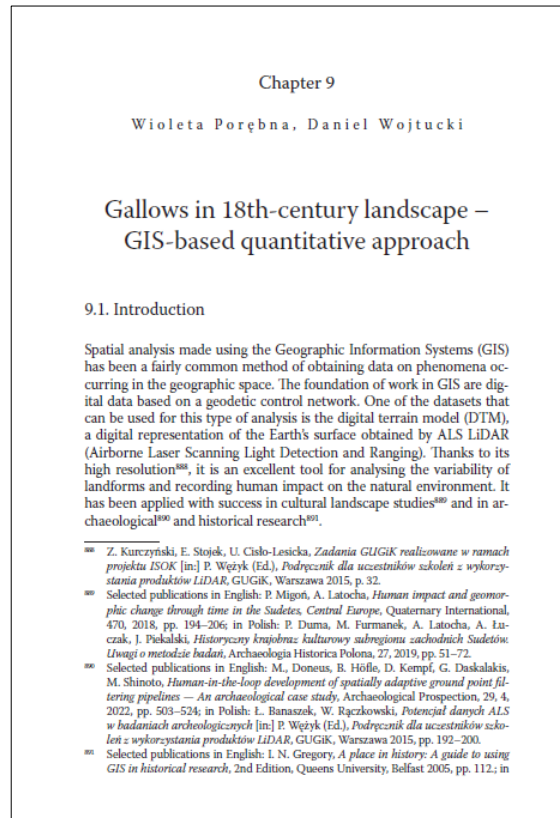 Chapter 9
Wioleta Porębna, Daniel Wojtucki
Gallows in 18th-century landscape –
GIS-based quantitative approach
9.1. Introduction
Spatial analysis made using the Geographic Information Systems (GIS)
has been a fairly common method of obtaining data on phenomena oc-
curring in the geographic space. The foundation of work in GIS are dig-
ital data based on a geodetic control network. One of the datasets that
can be used for this type of analysis is the digital terrain model (DTM),
a digital representation of the Earth's surface obtained by ALS LiDAR
(Airborne Laser Scanning Light Detection and Ranging). Thanks to its
high resolution⁸⁸⁸, it is an excellent tool for analysing the variability of
landforms and recording human impact on the natural environment. It
has been applied with success in cultural landscape studies⁸⁸⁹ and in ar-
chaeological⁸⁹⁰ and historical research⁸⁹¹.
⁸⁸⁸ Z. Kurczyński, E. Stojek, U. Cisło-Lesicka, Zadania GUGiK realizowane w ramach
projektu ISOK [in:] P. Wężyk (Ed.), Podręcznik dla uczestników szkoleń z wykorzy-
stania produktów LiDAR, GUGiK, Warszawa 2015, p. 32.
⁸⁸⁹ Selected publications in English: P. Migoń, A. Latocha, Human impact and geomor-
phic change through time in the Sudetes, Central Europe, Quaternary International,
470, 2018, pp. 194–206; in Polish: P. Duma, M. Furmanek, A. Latocha, A. Łu-
czak, J. Piekalski, Historyczny krajobraz kulturowy subregionu zachodnich Sudetów.
Uwagi o metodzie badań, Archaeologia Historica Polona, 27, 2019, pp. 51–72.
⁸⁹⁰ Selected publications in English: M., Doneus, B. Höfle, D. Kempf, G. Daskalakis,
M. Shinoto, Human-in-the-loop development of spatially adaptive ground point fil-
tering pipelines — An archaeological case study, Archaeological Prospection, 29, 4,
2022, pp. 503–524; in Polish: Ł. Banaszek, W. Rączkowski, Potencjał danych ALS
w badaniach archeologicznych [in:] P. Wężyk (Ed.), Podręcznik dla uczestników szko-
leń z wykorzystania produktów LiDAR, GUGiK, Warszawa 2015, pp. 192–200.
⁸⁹¹ Selected publications in English: I. N. Gregory, A place in history: A guide to using
GIS in historical research, 2nd Edition, Queens University, Belfast 2005, pp. 112.; in